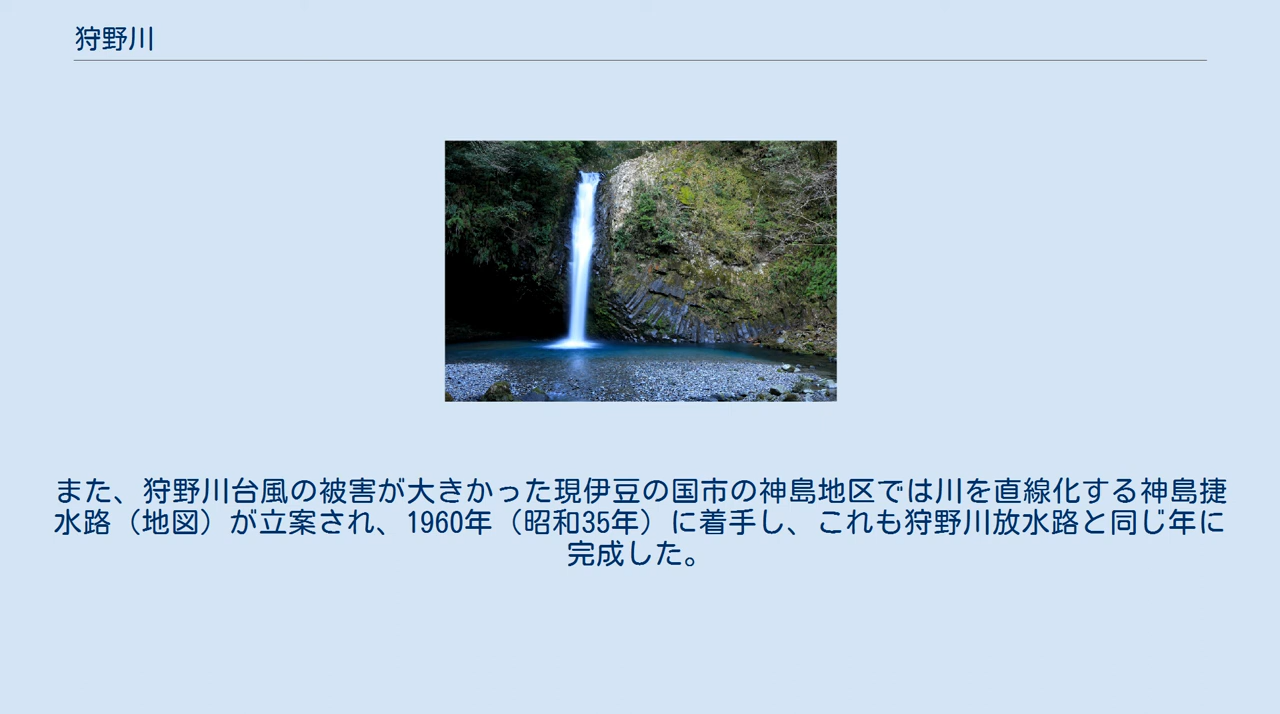 狩野川
また、狩野川台風の被害が大きかった現伊豆の国市の神島地区では川を直線化する神島捷
水路（地図）が立案され、1960年（昭和35年）に着手し、これも狩野川放水路と同じ年に
完成した。